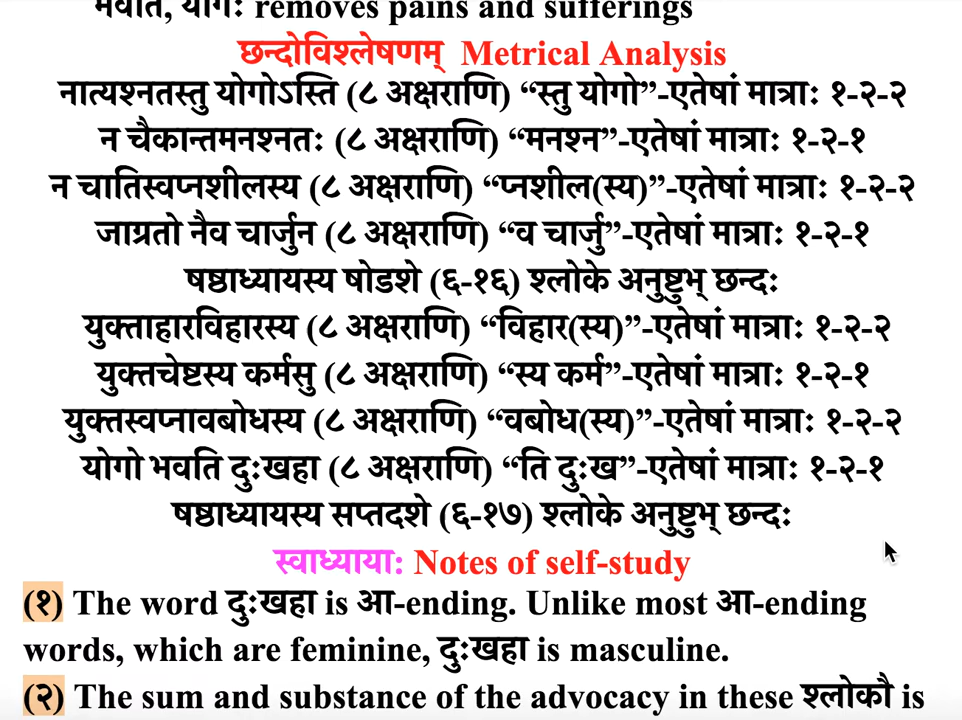 भवति, योगः removes pains and sufferings
छन्दोविश्लेषणम् Metrical Analysis
नात्यश्नतस्तु योगोऽस्ति (८ अक्षराणि) “स्तु योगो”-एतेषां मात्राः १-२-२
न चैकान्तमनश्नतः (८ अक्षराणि) “मनश्न”-एतेषां मात्राः १-२-१
न चातिस्वप्नशीलस्य (८ अक्षराणि) “प्नशील(स्य)”-एतेषां मात्राः १-२-२
जाग्रतो नैव चार्जुन (८ अक्षराणि) “व चार्जु”-एतेषां मात्राः १-२-१
षष्ठाध्यायस्य षोडशे (६-१६) श्लोके अनुष्टुभ् छन्दः
युक्ताहारविहारस्य (८ अक्षराणि) “विहार(स्य)”-एतेषां मात्राः १-२-२
युक्तचेष्टस्य कर्मसु (८ अक्षराणि) “स्य कर्म”-एतेषां मात्राः १-२-१
युक्तस्वप्नावबोधस्य (८ अक्षराणि) “वबोध(स्य)”-एतेषां मात्राः १-२-२
योगो भवति दुःखहा (८ अक्षराणि) “ति दुःख”-एतेषां मात्राः १-२-१
षष्ठाध्यायस्य सप्तदशे (६-१७) श्लोके अनुष्टुभ् छन्दः
स्वाध्यायाः Notes of self-study
(१) The word दुःखहा is आ-ending. Unlike most आ-ending
words, which are feminine, दुःखहा is masculine.
(२) The sum and substance of the advocacy in these श्लोकौ is